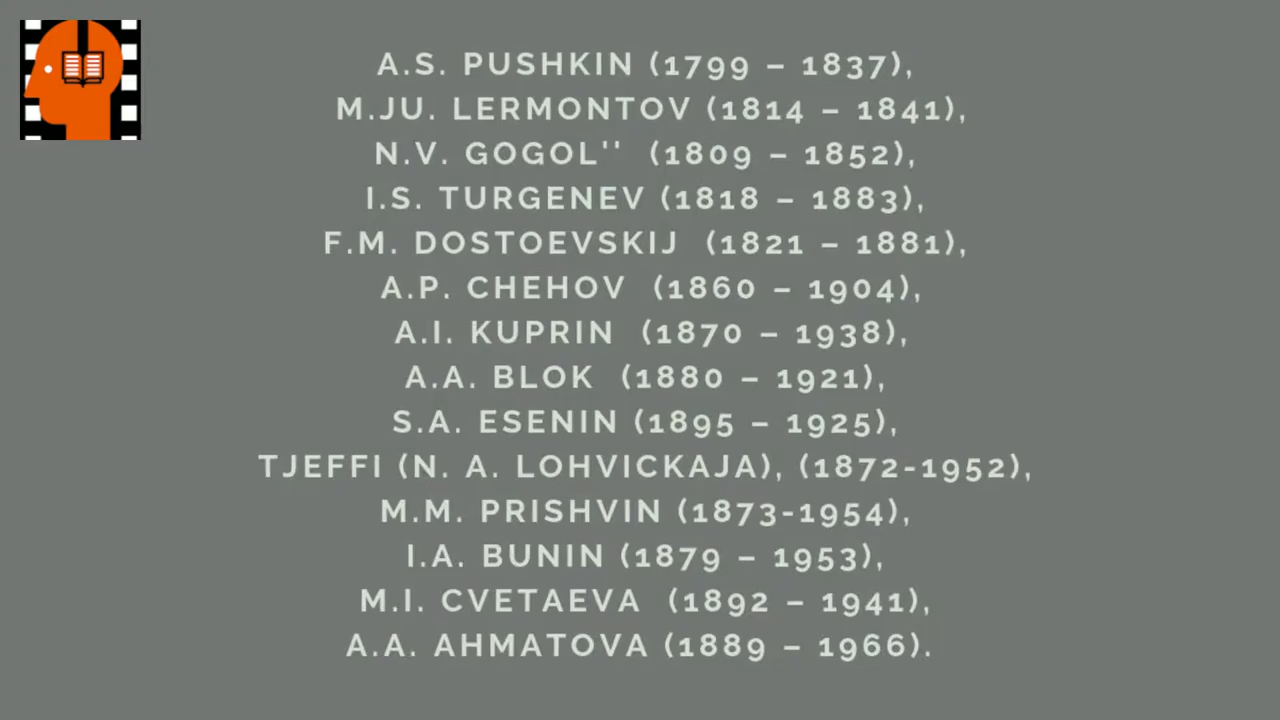 A.S. PUSHKIN (1799 – 1837),
M.JU. LERMONTOV (1814 – 1841),
N.V. GOGOL'' (1809 – 1852),
I.S. TURGENEV (1818 – 1883),
F.M. DOSTOEVSKIJ (1821 – 1881),
A.P. CHEHOV (1860 – 1904),
A.I. KUPRIN (1870 – 1938),
A.A. BLOK (1880 – 1921),
S.A. ESENIN (1895 – 1925),
TJEFFI (N. A. LOHVICKAJA), (1872-1952),
M.M. PRISHVIN (1873-1954),
I.A. BUNIN (1879 – 1953),
M.I. CVETAEVA (1892 – 1941),
A.A. AHMATOVA (1889 – 1966).